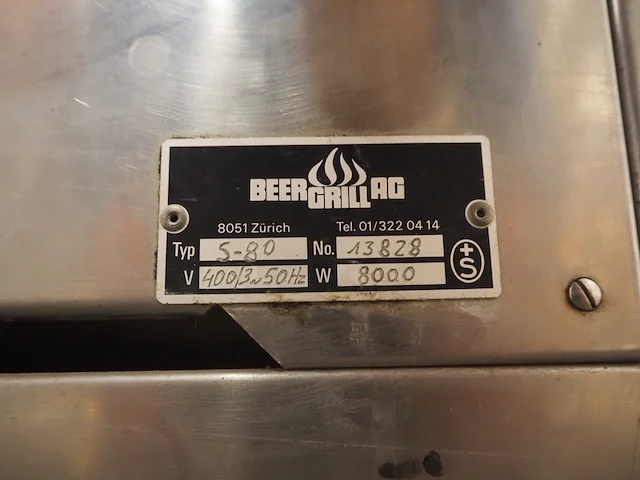 BEER GRILL AG
8051 Zürich Tel. 01/322 04 14
Typ S-80 No. 13828
V 400/3~50Hz W 8000
+S